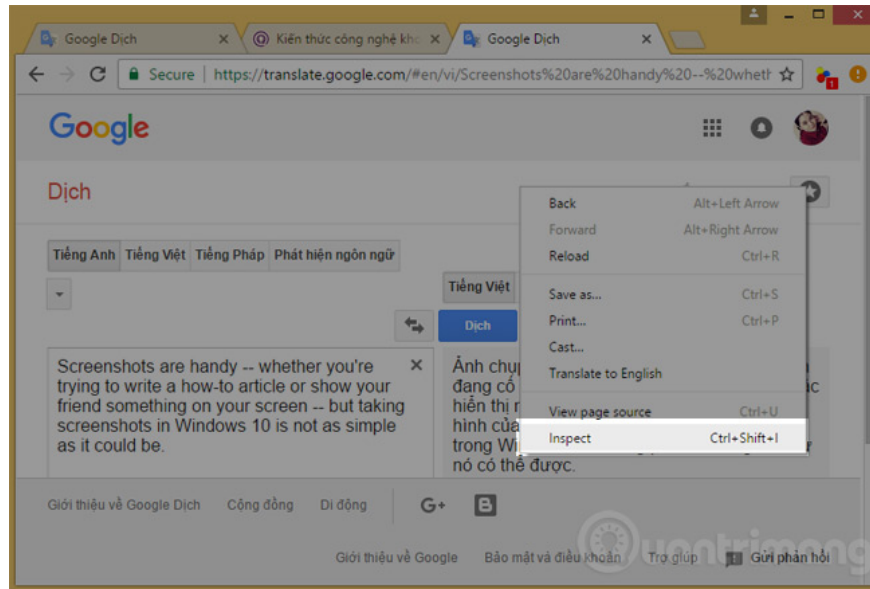 Google Dịch
Kiến thức công nghệ kho
Google Dịch
Secure | https://translate.google.com/#en/vi/Screenshots%20are%20handy%20--%20wheth
1
Google
Dịch
Tiếng Anh Tiếng Việt Tiếng Pháp Phát hiện ngôn ngữ
Tiếng Việt
Dịch
Screenshots are handy -- whether you're
trying to write a how-to article or show your
friend something on your screen -- but taking
screenshots in Windows 10 is not as simple
as it could be.
Ảnh chụp
đang cố
hiển thị
hình của
trong
nó có thể được.
Back Alt+Left Arrow
Forward Alt+Right Arrow
Reload Ctrl+R
Save as... Ctrl+S
Print... Ctrl+P
Cast...
Translate to English
View page source Ctrl+U
Inspect Ctrl+Shift+I
Giới thiệu về Google Dịch Cộng đồng Di động G+ B
Giới thiệu về Google Bảo mật và điều khoản Trợ giúp Gửi phản hồi
Quantrimang